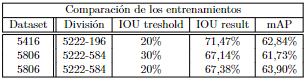 Comparación de los entrenamientos
Dataset División IOU treshold IOU result mAP
5416 5222-196 20% 71,47% 62,84%
5806 5222-584 30% 67,14% 61,73%
5806 5222-584 20% 67,38% 63,90%